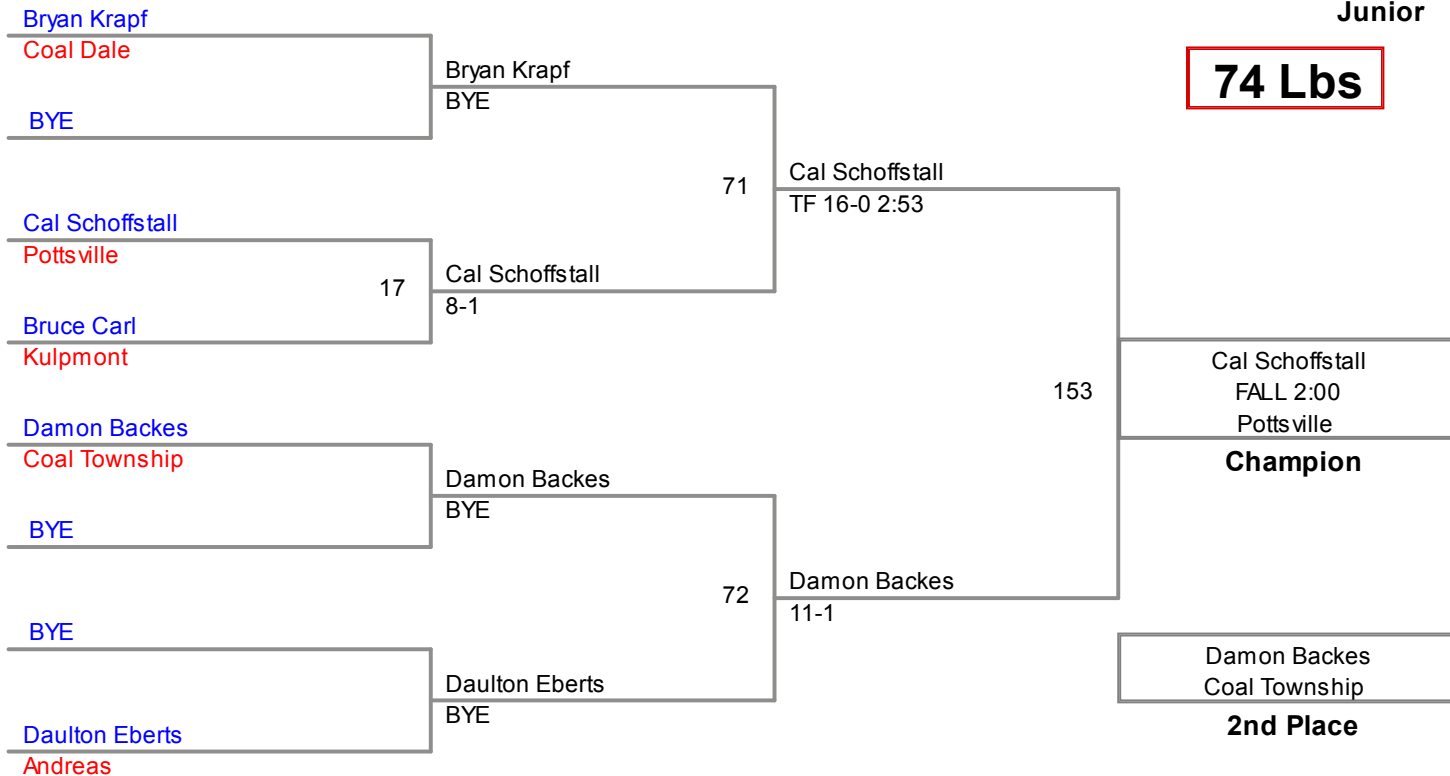 Junior
74 Lbs
Bryan Krapf
Coal Dale
BYE
Cal Schoffstall
Pottsville
17
Bruce Carl
Kulpmont
Damon Backes
Coal Township
BYE
BYE
Daulton Eberts
Andreas
Bryan Krapf
BYE
71
Cal Schoffstall
8-1
Damon Backes
BYE
72
Daulton Eberts
BYE
Cal Schoffstall
TF 16-0 2:53
153
Damon Backes
11-1
Cal Schoffstall
FALL 2:00
Pottsville
Champion
Damon Backes
Coal Township
2nd Place